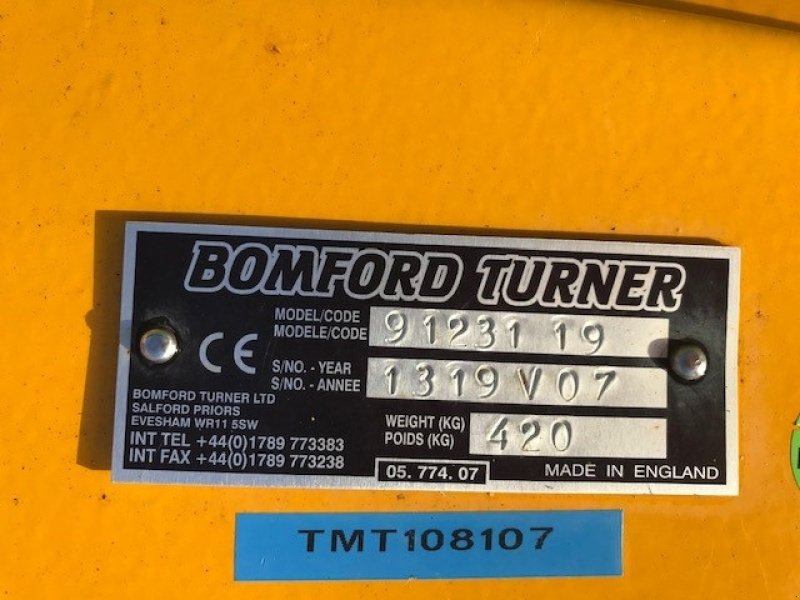 BOMFORD TURNER
MODEL/CODE
MODELE/CODE
91231 19
S/NO. - YEAR
S/NO. - ANNEE
1319 V07
BOMFORD TURNER LTD
SALFORD PRIORS
EVESHAM WR11 5SW
WEIGHT (KG)
POIDS (KG)
420
INT TEL +44(0)1789 773383
INT FAX +44(0)1789 773238
05. 774. 07
MADE IN ENGLAND
CE
TMT108107